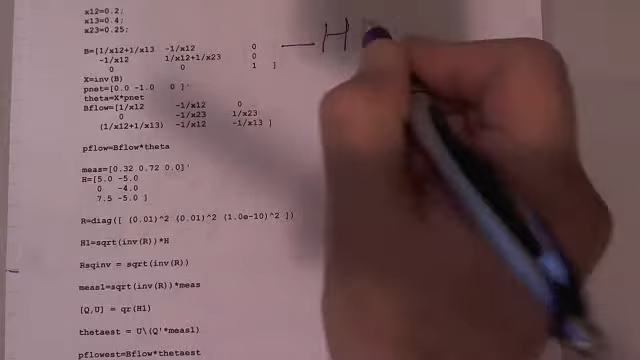 x12=0.2;
x13=0.4;
x23=0.25;
B=[1/x12+1/x13 -1/x12 0
-1/x12 1/x12+1/x23 0
0 0 1 ]
H
X=inv(B)
pnet=[0.0 -1.0 0 ]'
theta=X*pnet
Bflow=[1/x12 -1/x12 0
0 -1/x23 1/x23
(1/x12+1/x13) -1/x12 -1/x13 ]
pflow=Bflow*theta
meas=[0.32 0.72 0.0]'
H=[5.0 -5.0
0 -4.0
7.5 -5.0 ]
R=diag([ (0.01)^2 (0.01)^2 (1.0e-10)^2 ])
H1=sqrt(inv(R))*H
Hsqinv = sqrt(inv(R))
meas1=sqrt(inv(R))*meas
[Q,U] = qr(H1)
thetaest = U\(Q'*meas1)
pflowest=Bflow*thetaest